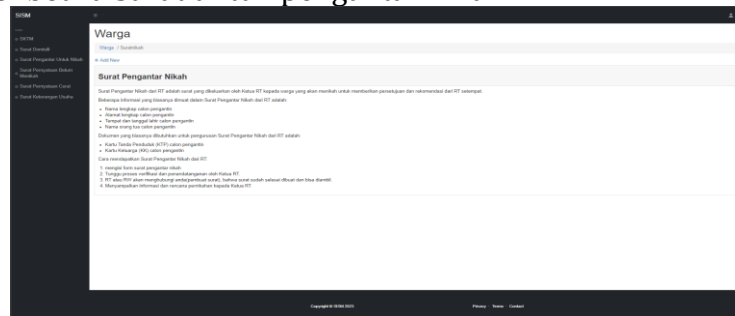 SISM
SKTM
Surat Domisili
Surat Pengantar Untuk Nikah
Surat Pernyataan Belum
Menikah
Surat Pernyataan Cerai
Surat Keterangan Usaha
Warga
Warga / Suratnikah
Add New
Surat Pengantar Nikah
Surat Pengantar Nikah dari RT adalah surat yang dikeluarkan oleh Ketua RT kepada warga yang akan menikah untuk memberikan persetujuan dan rekomendasi dari RT setempat.
Beberapa informasi yang biasanya dimuat dalam Surat Pengantar Nikah dari RT adalah:
Nama lengkap calon pengantin
Alamat lengkap calon pengantin
Tempat dan tanggal lahir calon pengantin
Nama orang tua calon pengantin
Dokumen yang biasanya dibutuhkan untuk pengurusan Surat Pengantar Nikah dari RT adalah:
Kartu Tanda Penduduk (KTP) calon pengantin
Kartu Keluarga (KK) calon pengantin
Cara mendapatkan Surat Pengantar Nikah dari RT:
1. mengisi form surat pengantar nikah
2. Tunggu proses verifikasi dan penandatanganan oleh Ketua RT.
3. RT atau RW akan menghubungi anda(pembuat surat), bahwa surat sudah selesai dibuat dan bisa diambil.
4. Menyampaikan informasi dan rencana pernikahan kepada Ketua RT.
Copyright © SISM 2023
Privacy · Terms · Contact